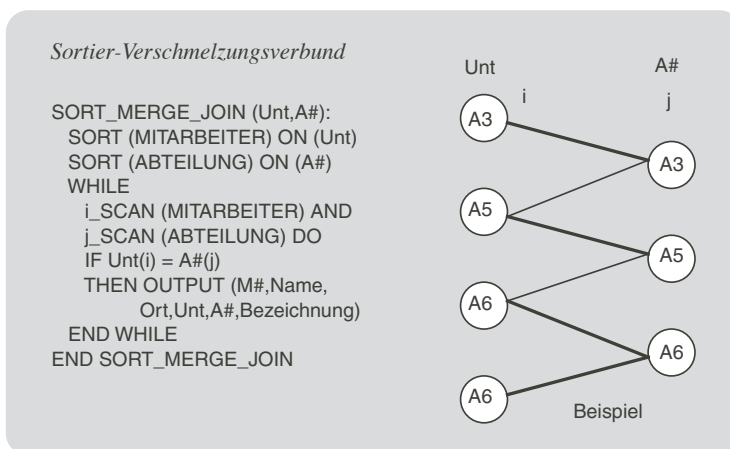 Sortier-Verschmelzungsverbund
SORT_MERGE_JOIN (Unt,A#):
SORT (MITARBEITER) ON (Unt)
SORT (ABTEILUNG) ON (A#)
WHILE
i_SCAN (MITARBEITER) AND
j_SCAN (ABTEILUNG) DO
IF Unt(i) = A#(j)
THEN OUTPUT (M#,Name,
Ort,Unt,A#,Bezeichnung)
END WHILE
END SORT_MERGE_JOIN
Unt
A#
i
j
A3
A3
A5
A5
A6
A6
A6
Beispiel